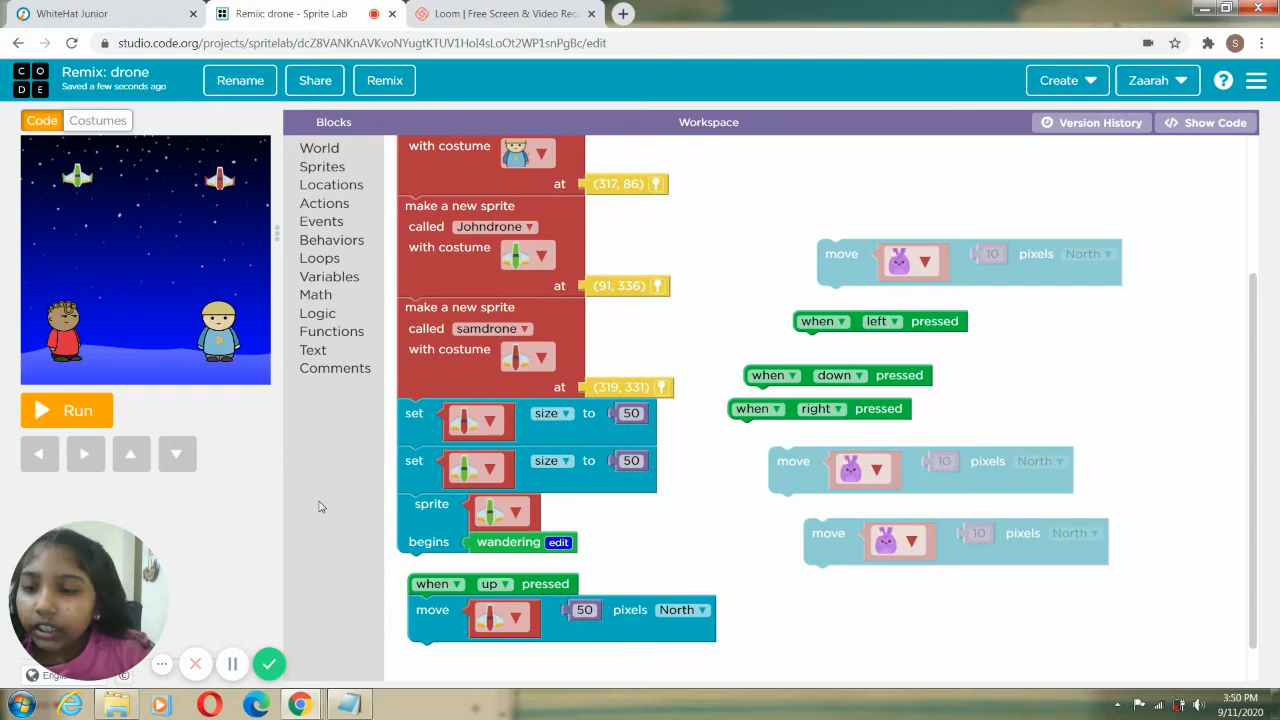 WhiteHat Junior
Remix: drone - Sprite Lab
Loom | Free Screen & Video Rec
studio.code.org/projects/spritelab/dcZ8VANKnAVKvoNYugtKTUV1HoI4sLoOt2WP1snPgBc/edit
S
C O
D E
Remix: drone
Saved a few seconds ago
Rename
Share
Remix
Create
Zaarah
?
Code
Costumes
Blocks
Workspace
Version History
Show Code
World
Sprites
Locations
Actions
Events
Behaviors
Loops
Variables
Math
Logic
Functions
Text
Comments
Run
with costume
at (317, 86)
make a new sprite
called Johndrone
with costume
at (91, 336)
make a new sprite
called samdrone
with costume
at (319, 331)
set size to 50
set size to 50
sprite
begins wandering edit
when up pressed
move 50 pixels North
move 10 pixels North
when left pressed
when down pressed
when right pressed
move 10 pixels North
move 10 pixels North
Engli
3:50 PM
9/11/2020